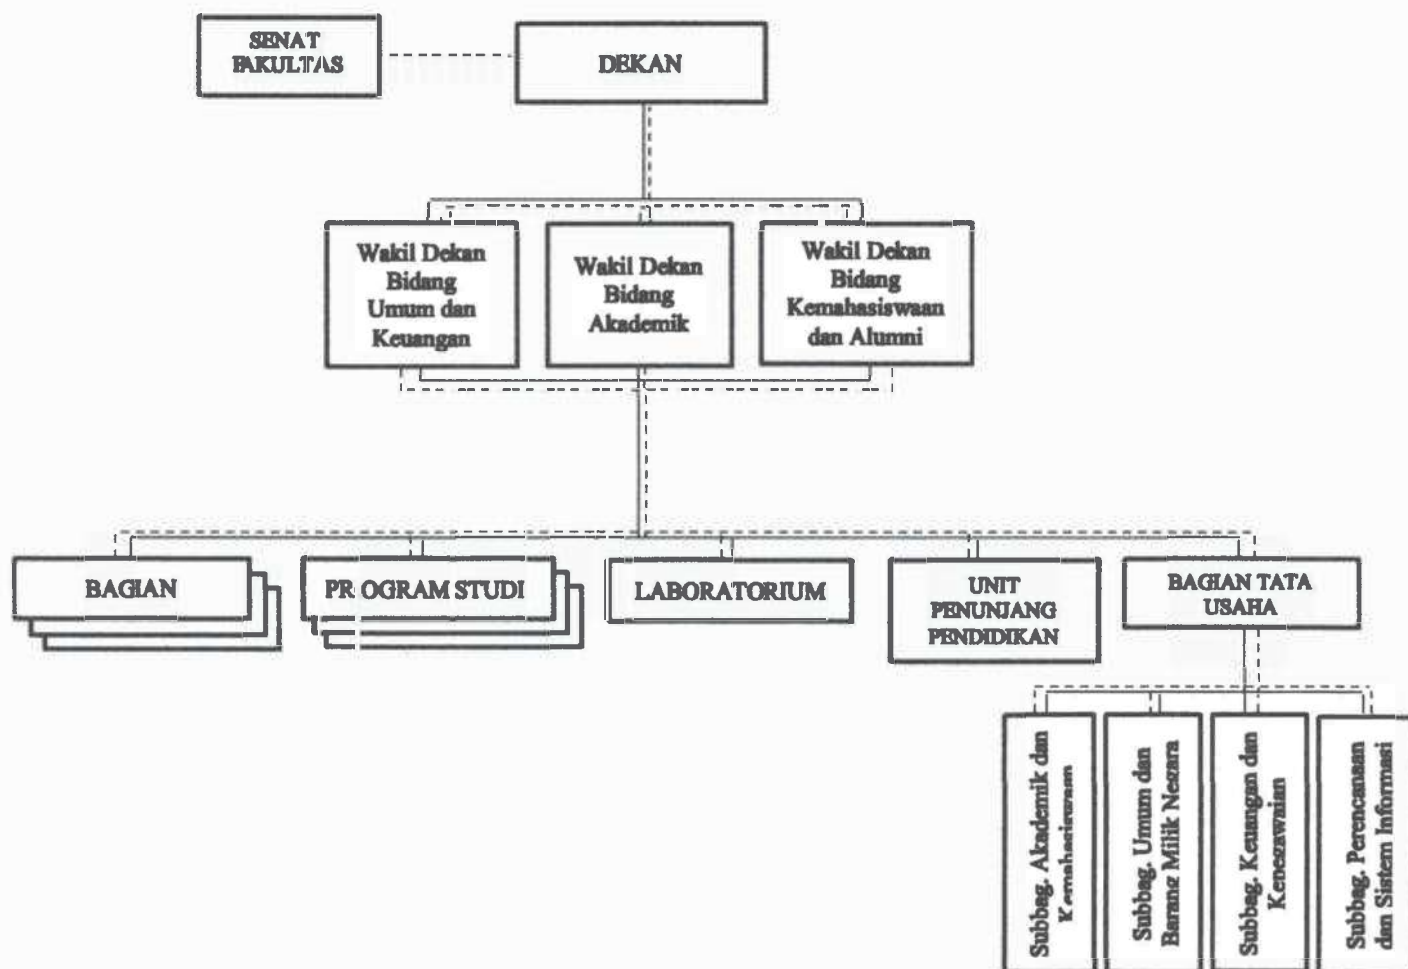 SENAT
FAKULTAS
DEKAN
Wakil Dekan
Bidang
Umum dan
Keuangan
Wakil Dekan
Bidang
Akademik
Wakil Dekan
Bidang
Kemahasiswaan
dan Alumni
BAGIAN
PROGRAM STUDI
LABORATORIUM
UNIT
PENUNJANG
PENDIDIKAN
BAGIAN TATA
USAHA
Subbag. Akademik dan
Kemahasiswaan
Subbag. Umum dan
Barang Milik Negara
Subbag. Keuangan dan
Kepegawaian
Subbag. Perencanaan
dan Sistem Informasi